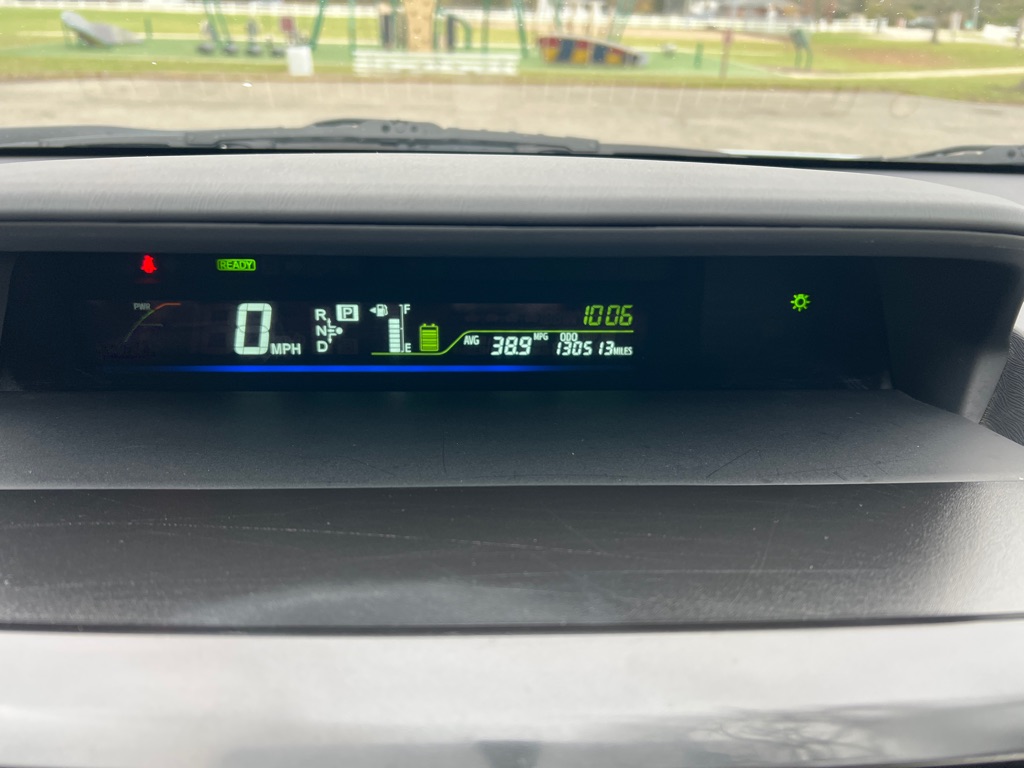 READY
PWR
0 MPH
R
N
D
P
F
E
10:06
AVG 38.9 MPG
ODO
130513 MILES